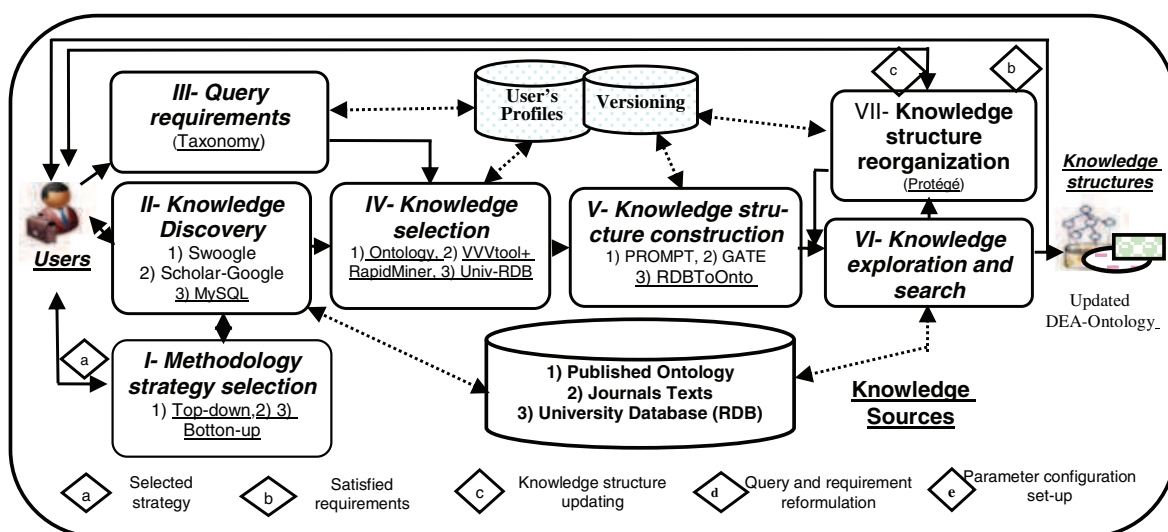 III- Query
requirements
(Taxonomy)
User's
Profiles
Versioning
c
b
VII- Knowledge
structure
reorganization
(Protégé)
Knowledge
structures
Users
II- Knowledge
Discovery
1) Swoogle
2) Scholar-Google
3) MySQL
IV- Knowledge
selection
1) Ontology, 2) VVVtool+
RapidMiner, 3) Univ-RDB
V- Knowledge stru-
cture construction
1) PROMPT, 2) GATE
3) RDBToOnto
VI- Knowledge
exploration and
search
Updated
DEA-Ontology
a
I- Methodology
strategy selection
1) Top-down,2) 3)
Botton-up
1) Published Ontology
2) Journals Texts
3) University Database (RDB)
Knowledge
Sources
a
Selected
strategy
b
Satisfied
requirements
c
Knowledge structure
updating
d
Query and requirement
reformulation
e
Parameter configuration
set-up